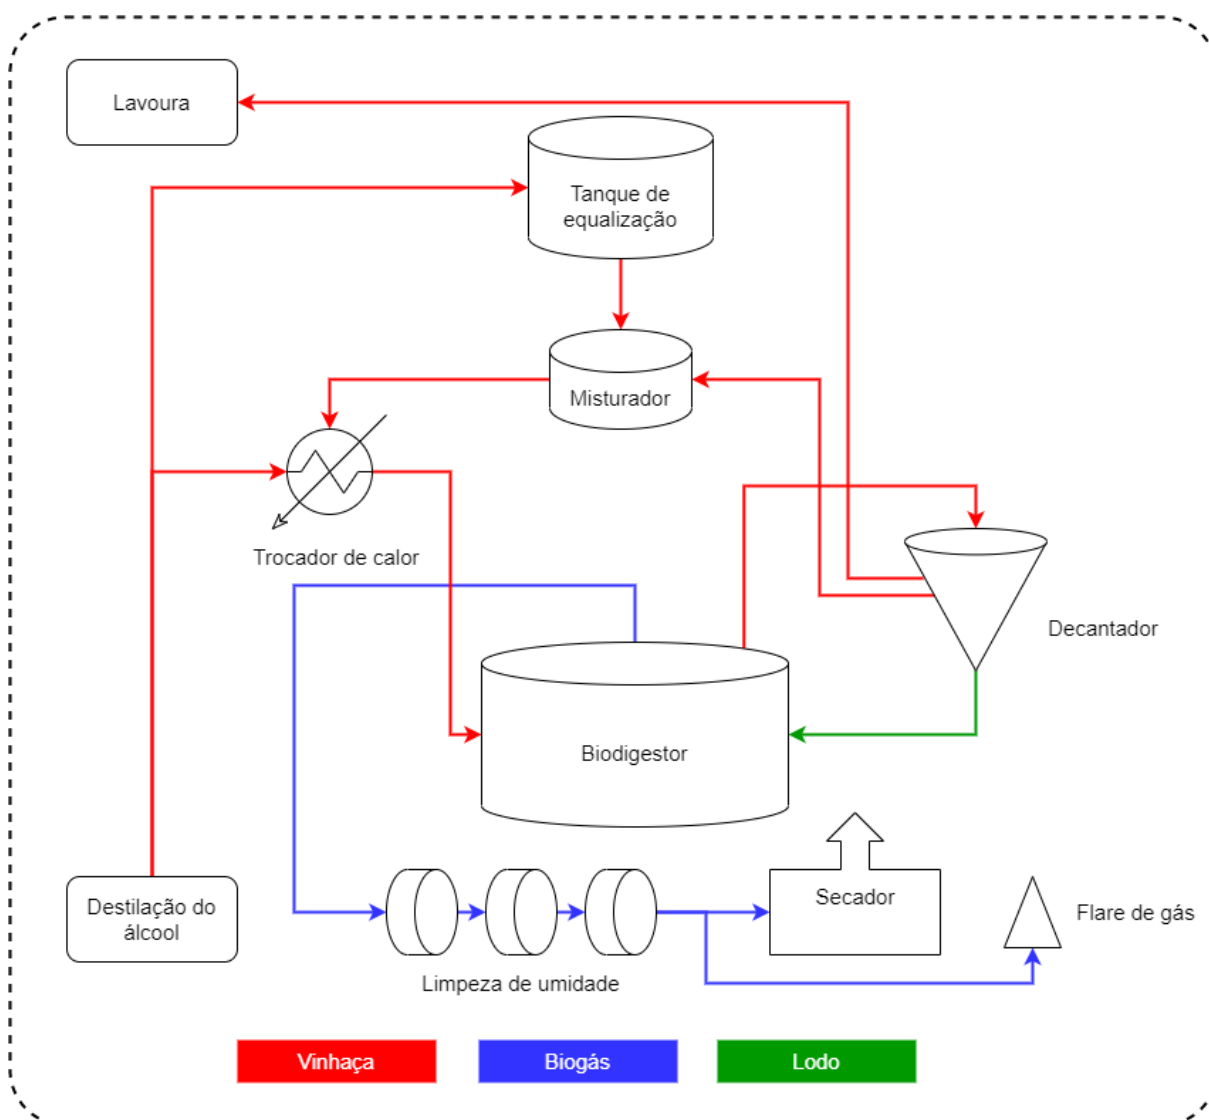 Lavoura
Tanque de
equalização
Misturador
Trocador de calor
Decantador
Biodigestor
Destilação do
álcool
Secador
Flare de gás
Limpeza de umidade
Vinhaça
Biogás
Lodo